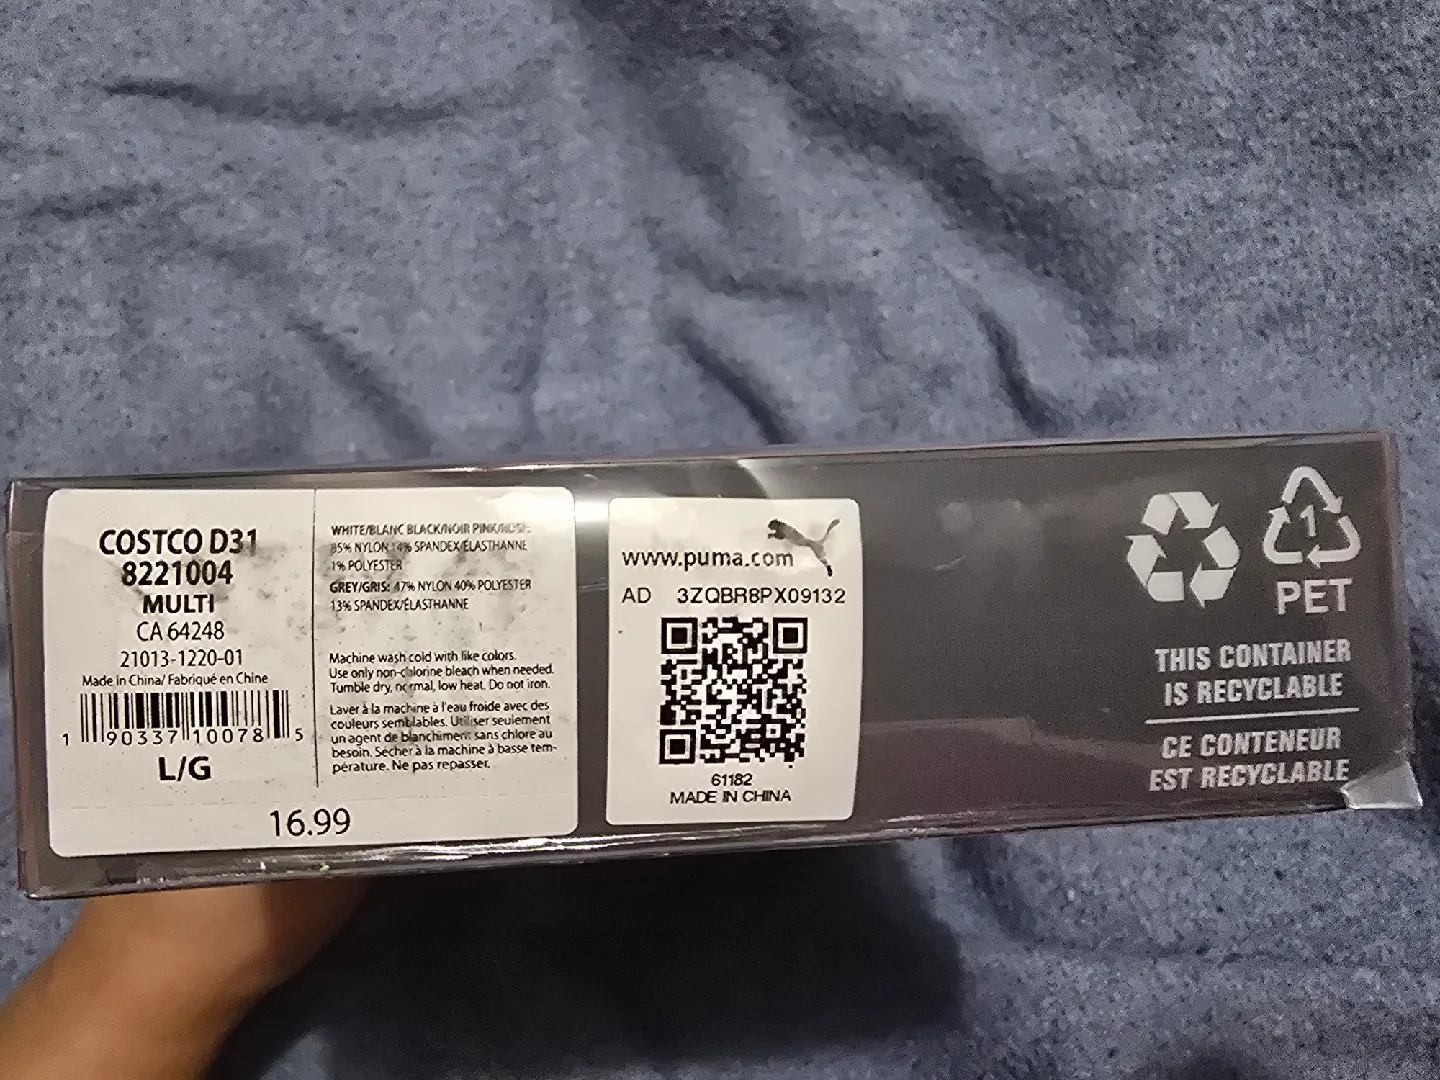 COSTCO D31
8221004
MULTI
CA 64248
21013-1220-01
Made in China/ Fabriqué en Chine
1 90337 10078 5
L/G
WHITE/BLANC BLACK/NOIR PINK/ROSE:
85% NYLON 14% SPANDEX/ÉLASTHANNE
1% POLYESTER
GREY/GRIS: 47% NYLON 40% POLYESTER
13% SPANDEX/ÉLASTHANNE
Machine wash cold with like colors.
Use only non-chlorine bleach when needed.
Tumble dry, normal, low heat. Do not iron.
Laver à la machine à l'eau froide avec des
couleurs semblables. Utiliser seulement
un agent de blanchiment sans chlore au
besoin. Sécher à la machine à basse tem-
pérature. Ne pas repasser.
16.99
www.puma.com
AD 3ZQBR8PX09132
61182
MADE IN CHINA
1
PET
THIS CONTAINER
IS RECYCLABLE
CE CONTENEUR
EST RECYCLABLE